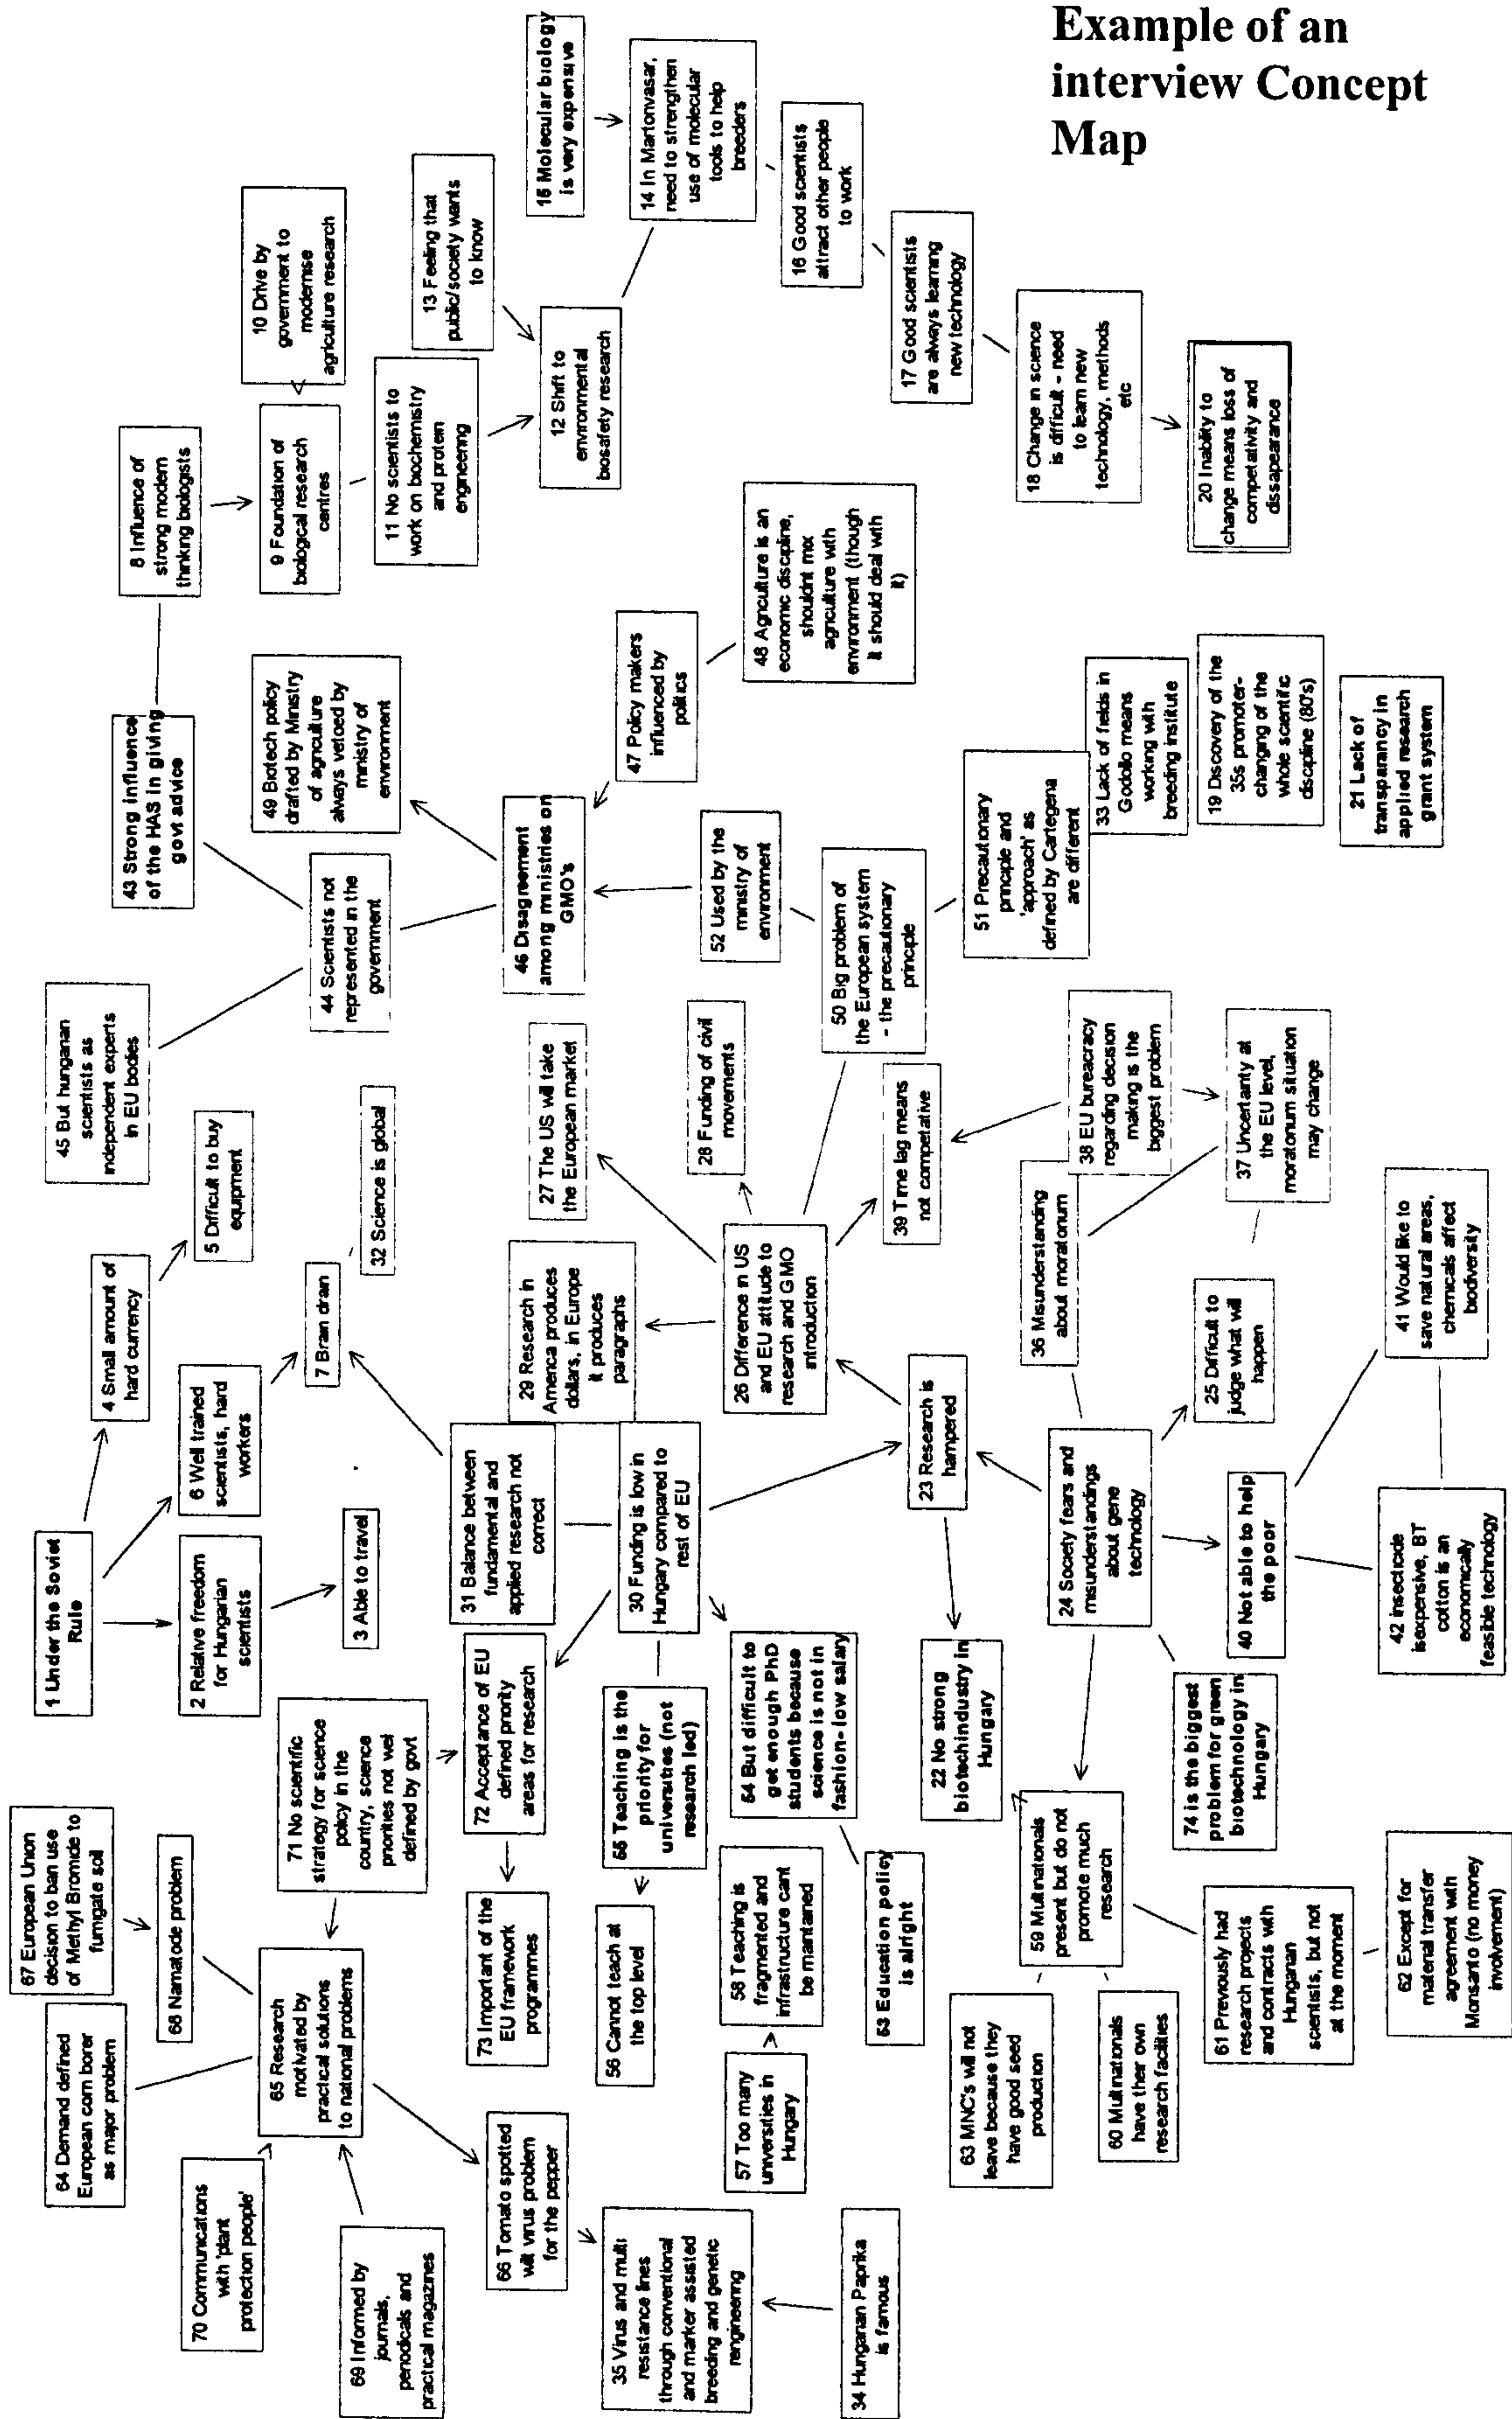 Example of an
interview Concept
Map
64 Demand defined
European corn borer
as major problem
67 European Union
decision to ban use
of Methyl Bromide to
fumigate soil
68 Namatode problem
70 Communications
with 'plant
protection people'
65 Research
motivated by
practical solutions
to national problems
69 Informed by
journals,
periodicals and
practical magazines
66 Tomato spotted
wilt virus problem
for the pepper
35 Virus and multi
resistance lines
through conventional
and marker assisted
breeding and genetic
rengineering
34 Hungarian Paprika
is famous
71 No scientific
strategy for science
policy in the
country, science
priorities not well
defined by govt
72 Acceptance of EU
defined priority
areas for research
73 Important of the
EU framework
programmes
1 Under the Soviet
Rule
2 Relative freedom
for Hungarian
scientists
3 Able to travel
4 Small amount of
hard currency
5 Difficult to buy
equipment
6 Well trained
scientists, hard
workers
7 Brain drain
32 Science is global
31 Balance between
fundamental and
applied research not
correct
30 Funding is low in
Hungary compared to
rest of EU
55 Teaching is the
priority for
universities (not
research led)
56 Cannot teach at
the top level
54 But difficult to
get enough PhD
students because
science is not in
fashion-low salary
53 Education policy
is alright
58 Teaching is
fragmented and
infrastructure cant
be mantained
57 Too many
universities in
Hungary
45 But hungarian
scientists as
independent experts
in EU bodies
43 Strong influence
of the HAS in giving
govt advice
44 Scientists not
represented in the
government
8 Influence of
strong modern
thinking biologists
9 Foundation of
biological research
centres
10 Drive by
government to
modernise
agriculture research
11 No scientists to
work on biochemistry
and protein
engineering
13 Feeling that
public/society wants
to know
12 Shift to
environmental
biosafety research
15 Molecular biology
is very expensive
14 In Martonvasar,
need to strengthen
use of molecular
tools to help
breeders
16 Good scientists
attract other people
to work
17 Good scientists
are always learning
new technology
18 Change in science
is difficult - need
to learn new
technology, methods
etc
20 Inability to
change means loss of
competativity and
dissapearance
49 Biotech policy
drafted by Ministry
of agriculture
always vetoed by
ministry of
environment
46 Disagreement
among ministries on
GMO's
47 Policy makers
influenced by
politics
48 Agriculture is an
economic discipline,
shouldnt mix
agriculture with
environment (though
it should deal with
it)
52 Used by the
ministry of
environment
50 Big problem of
the European system
- the precautionary
principle
51 Precautionary
principle and
'approach' as
defined by Cartegena
are different
33 Lack of fields in
Godollo means
working with
breeding institute
19 Discovery of the
35s promoter-
changing of the
whole scientific
discipline (80's)
21 Lack of
transparancy in
applied research
grant system
27 The US will take
the European market
28 Funding of civil
movements
29 Research in
America produces
dollars, in Europe
it produces
paragraphs
26 Difference in US
and EU attitude to
research and GMO
introduction
39 Time lag means
not competative
38 EU bureacracy
regarding decision
making is the
biggest problem
36 Misunderstanding
about moratorium
37 Uncertanty at
the EU level,
moratorium situation
may change
23 Research is
hampered
22 No strong
biotechindustry in
Hungary
24 Society fears and
misunderstandings
about gene
technology
25 Difficult to
judge what will
happen
40 Not able to help
the poor
41 Would like to
save natural areas,
chemicals affect
biodiversity
42 insecticide
isexpensive, BT
cotton is an
economically
feasible technology
74 is the biggest
problem for green
biotechnology in
Hungary
59 Multinationals
present but do not
promote much
research
63 MNC's will not
leave because they
have good seed
production
60 Multinationals
have their own
research facilities
61 Previously had
research projects
and contracts with
Hungarian
scientists, but not
at the moment
62 Except for
material transfer
agreement with
Monsanto (no money
involvement)